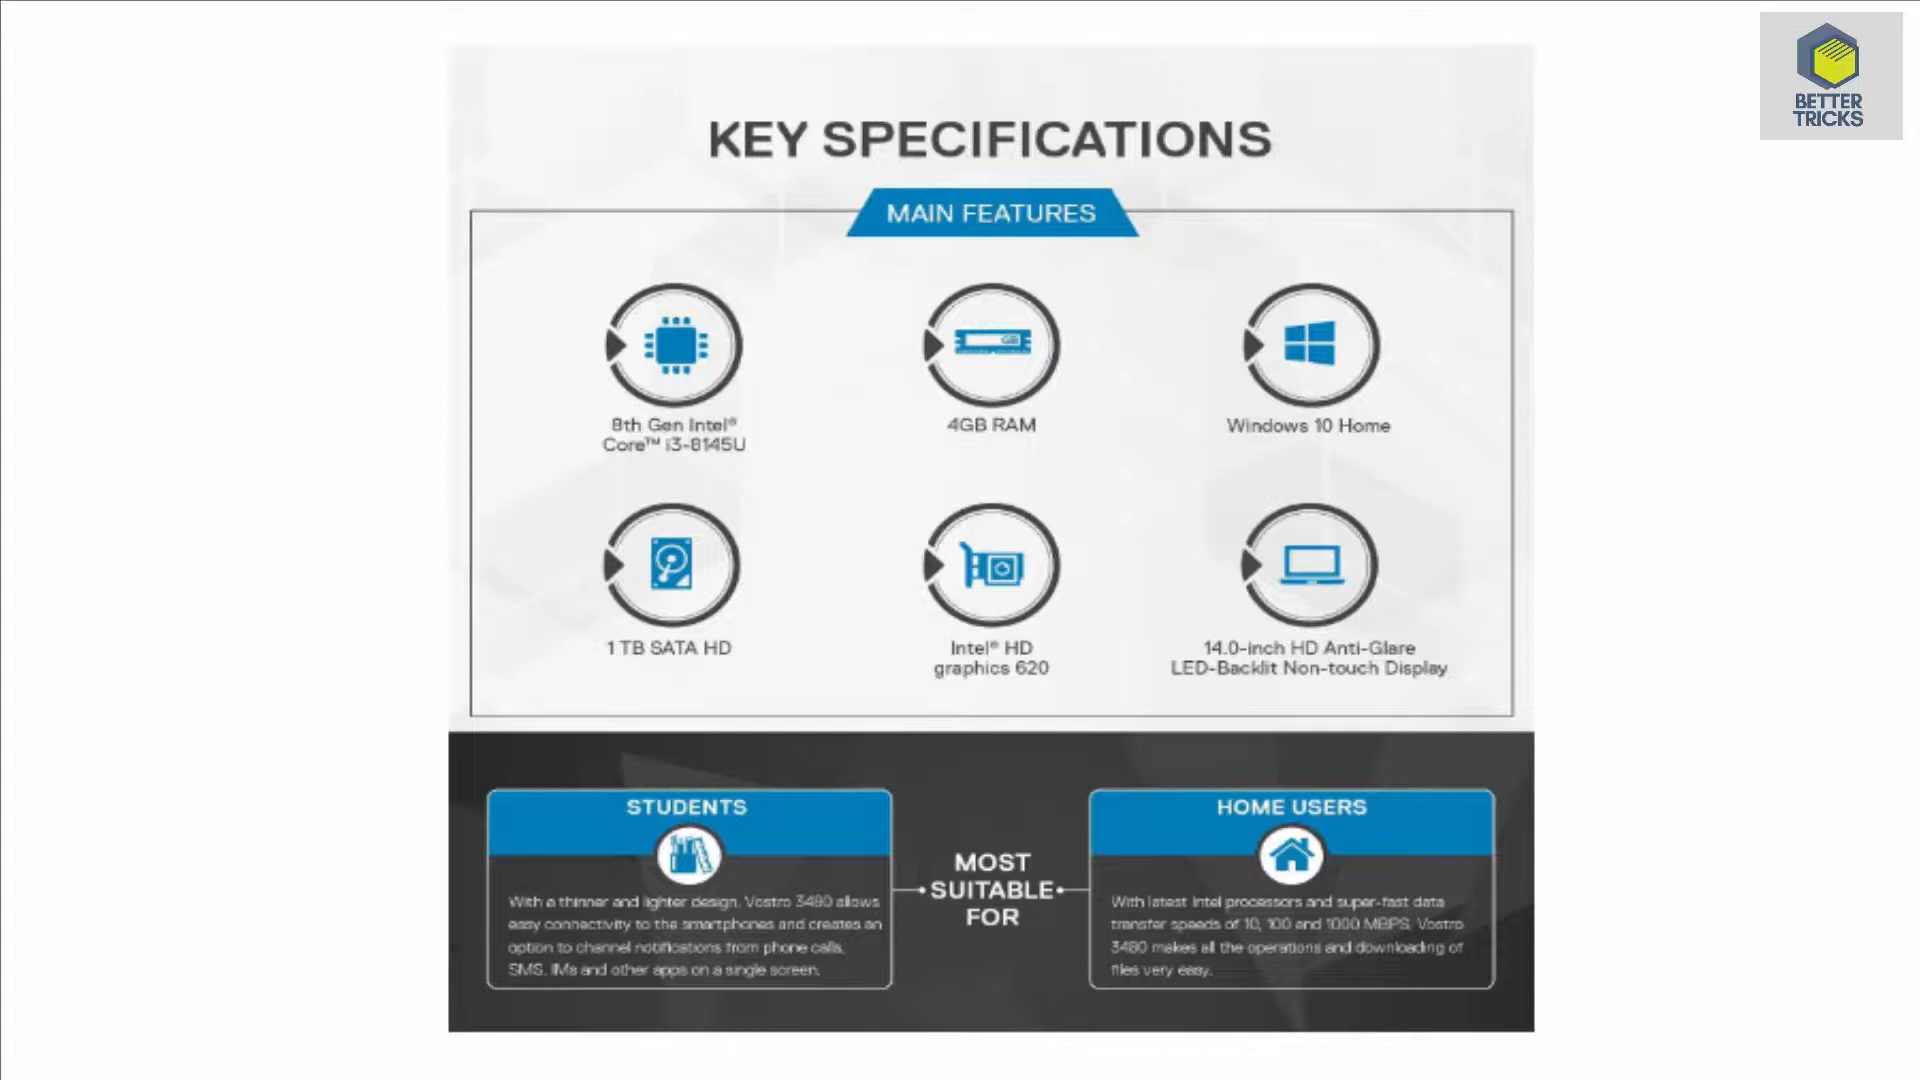 BETTER
TRICKS
KEY SPECIFICATIONS
MAIN FEATURES
8th Gen Intel®
Core™ i3-8145U
GB
4GB RAM
Windows 10 Home
1 TB SATA HD
Intel® HD
graphics 620
14.0-inch HD Anti-Glare
LED-Backlit Non-touch Display
STUDENTS
With a thinner and lighter design, Vostro 3480 allows
easy connectivity to the smartphones and creates an
option to channel notifications from phone calls,
SMS, IMs and other apps on a single screen.
MOST
SUITABLE
FOR
HOME USERS
With latest Intel processors and super-fast data
transfer speeds of 10, 100 and 1000 MBPS, Vostro
3480 makes all the operations and downloading of
files very easy.